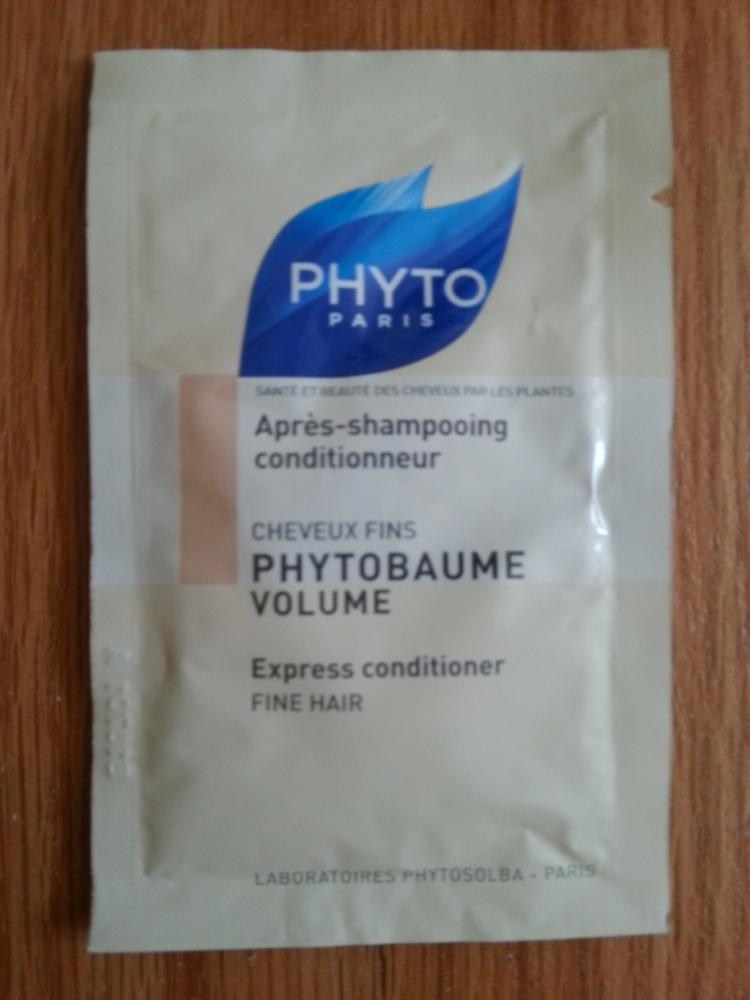 PHYTO
PARIS
SANTÉ ET BEAUTÉ DES CHEVEUX PAR LES PLANTES
Après-shampooing
conditionneur
CHEVEUX FINS
PHYTOBAUME
VOLUME
Express conditioner
FINE HAIR
LABORATOIRES PHYTOSOLBA - PARIS